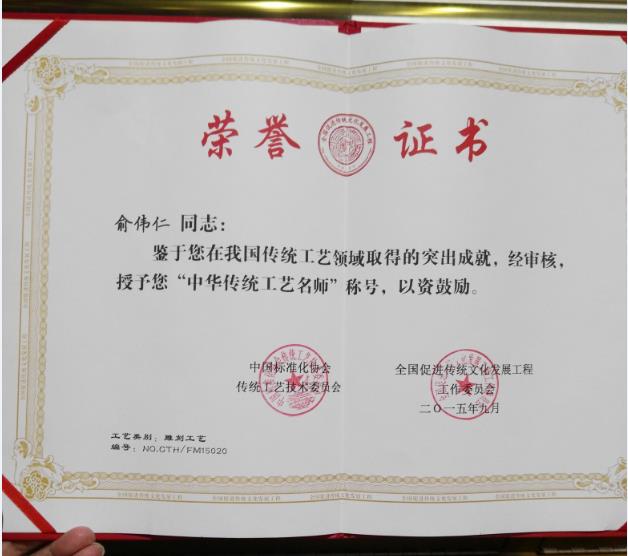 荣誉证书
俞伟仁 同志：
鉴于您在我国传统工艺领域取得的突出成就，经审核，
授予您“中华传统工艺名师”称号，以资鼓励。
中国标准化协会
传统工艺技术委员会
全国促进传统文化发展工程
工作委员会
二〇一五年九月
工艺类别：雕刻工艺
编号：NO.CTH/FM15020